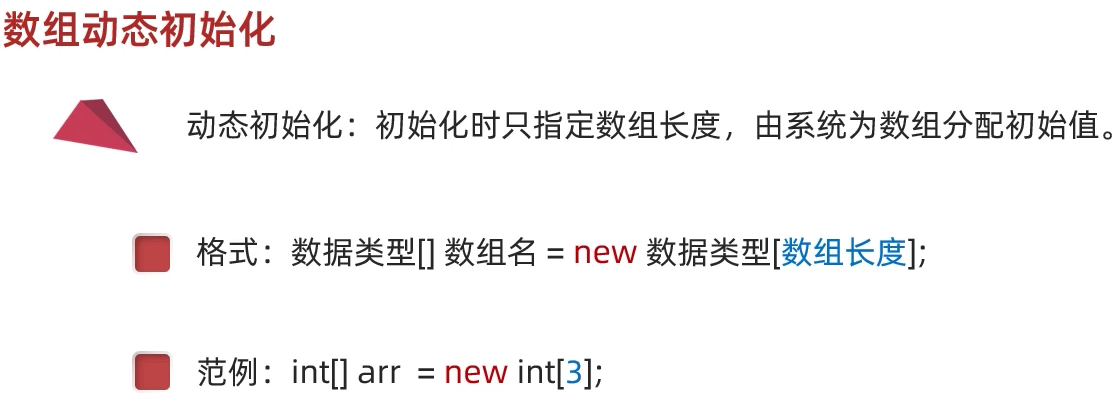 数组动态初始化
动态初始化：初始化时只指定数组长度，由系统为数组分配初始值。
格式：数据类型[] 数组名 = new 数据类型[数组长度];
范例：int[] arr  = new int[3];